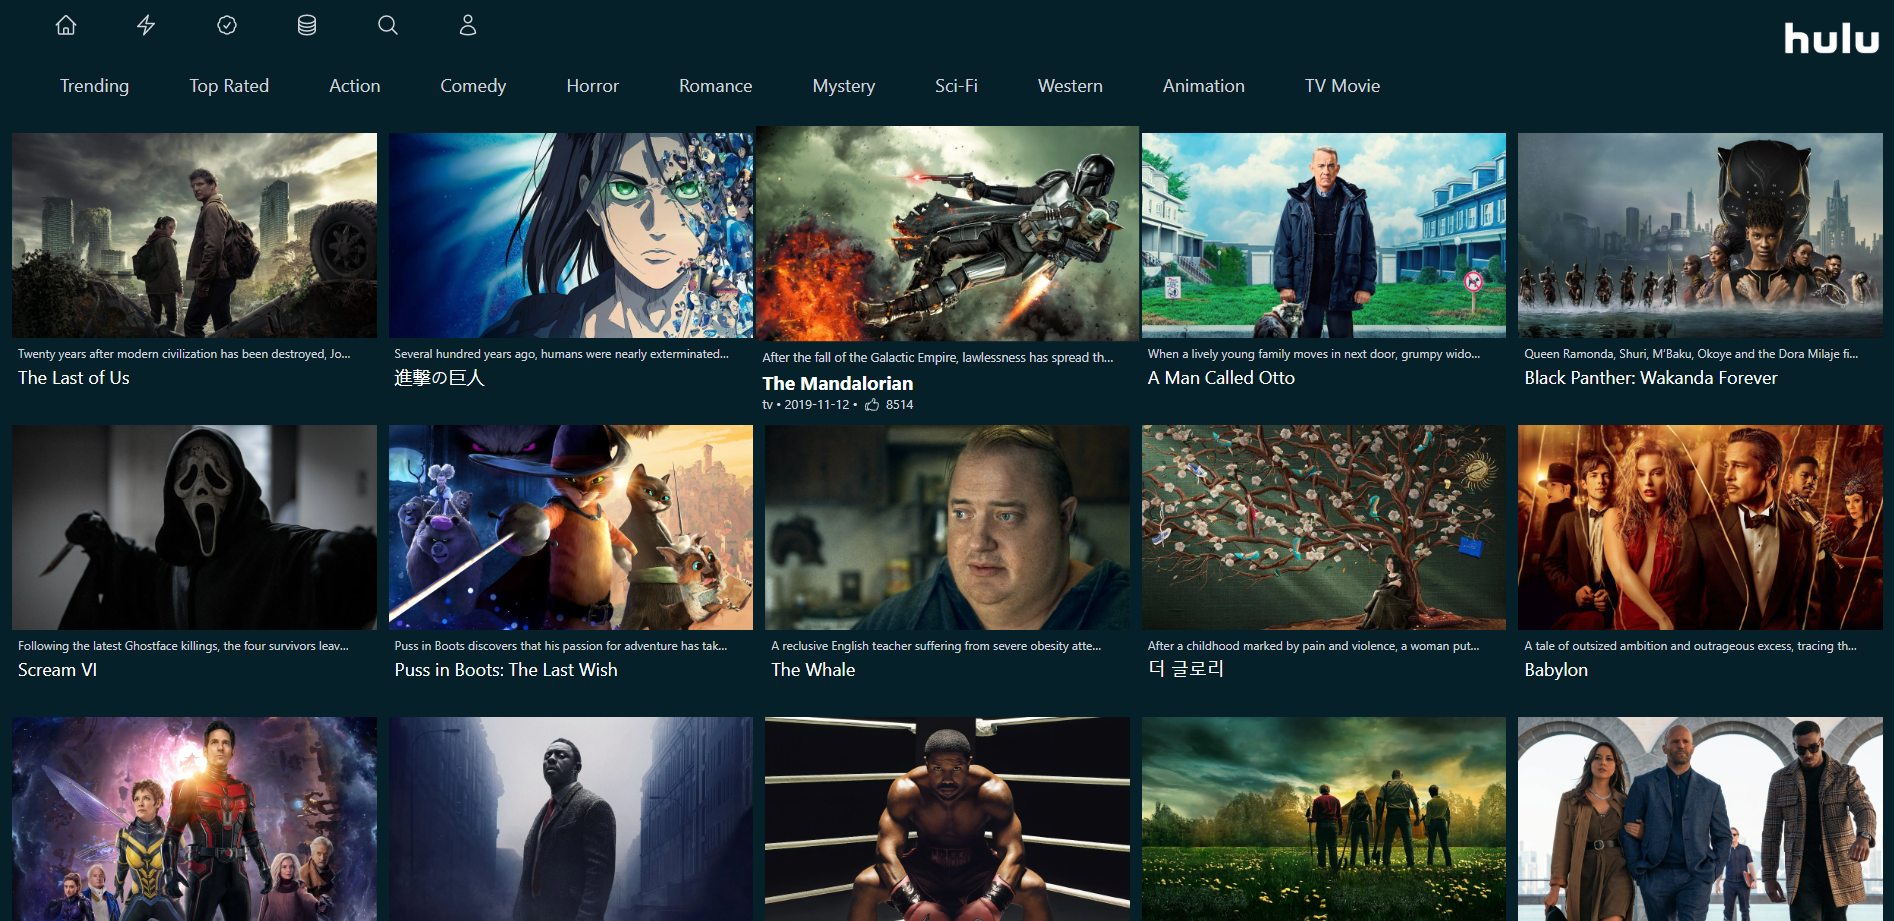 hulu
Trending Top Rated Action Comedy Horror Romance Mystery Sci-Fi Western Animation TV Movie
Twenty years after modern civilization has been destroyed, Jo...
The Last of Us
Several hundred years ago, humans were nearly exterminated...
進撃の巨人
After the fall of the Galactic Empire, lawlessness has spread th...
The Mandalorian
tv • 2019-11-12 • 8514
When a lively young family moves in next door, grumpy wido...
A Man Called Otto
Queen Ramonda, Shuri, M'Baku, Okoye and the Dora Milaje fi...
Black Panther: Wakanda Forever
Following the latest Ghostface killings, the four survivors leav...
Scream VI
Puss in Boots discovers that his passion for adventure has tak...
Puss in Boots: The Last Wish
A reclusive English teacher suffering from severe obesity atte...
The Whale
After a childhood marked by pain and violence, a woman put...
더 글로리
A tale of outsized ambition and outrageous excess, tracing th...
Babylon